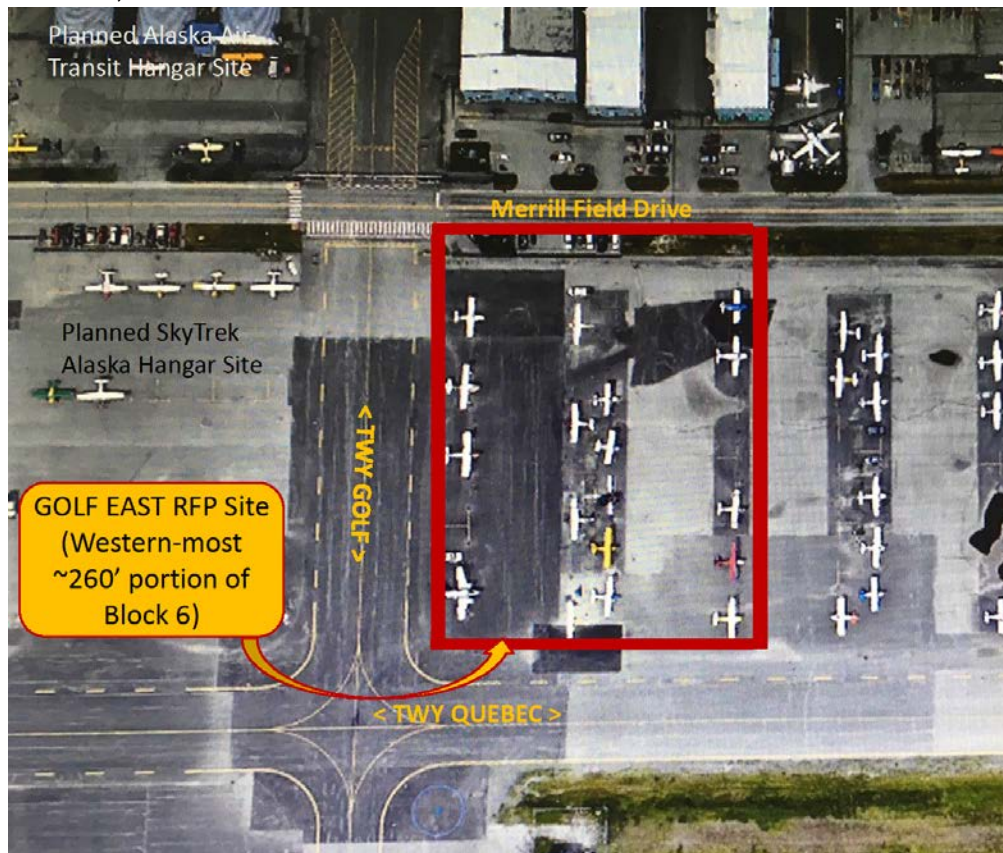 Planned Alaska Air
Transit Hangar Site
Merrill Field Drive
Planned SkyTrek
Alaska Hangar Site
< TWY GOLF >
GOLF EAST RFP Site
(Western-most
~260’ portion of
Block 6)
< TWY QUEBEC >